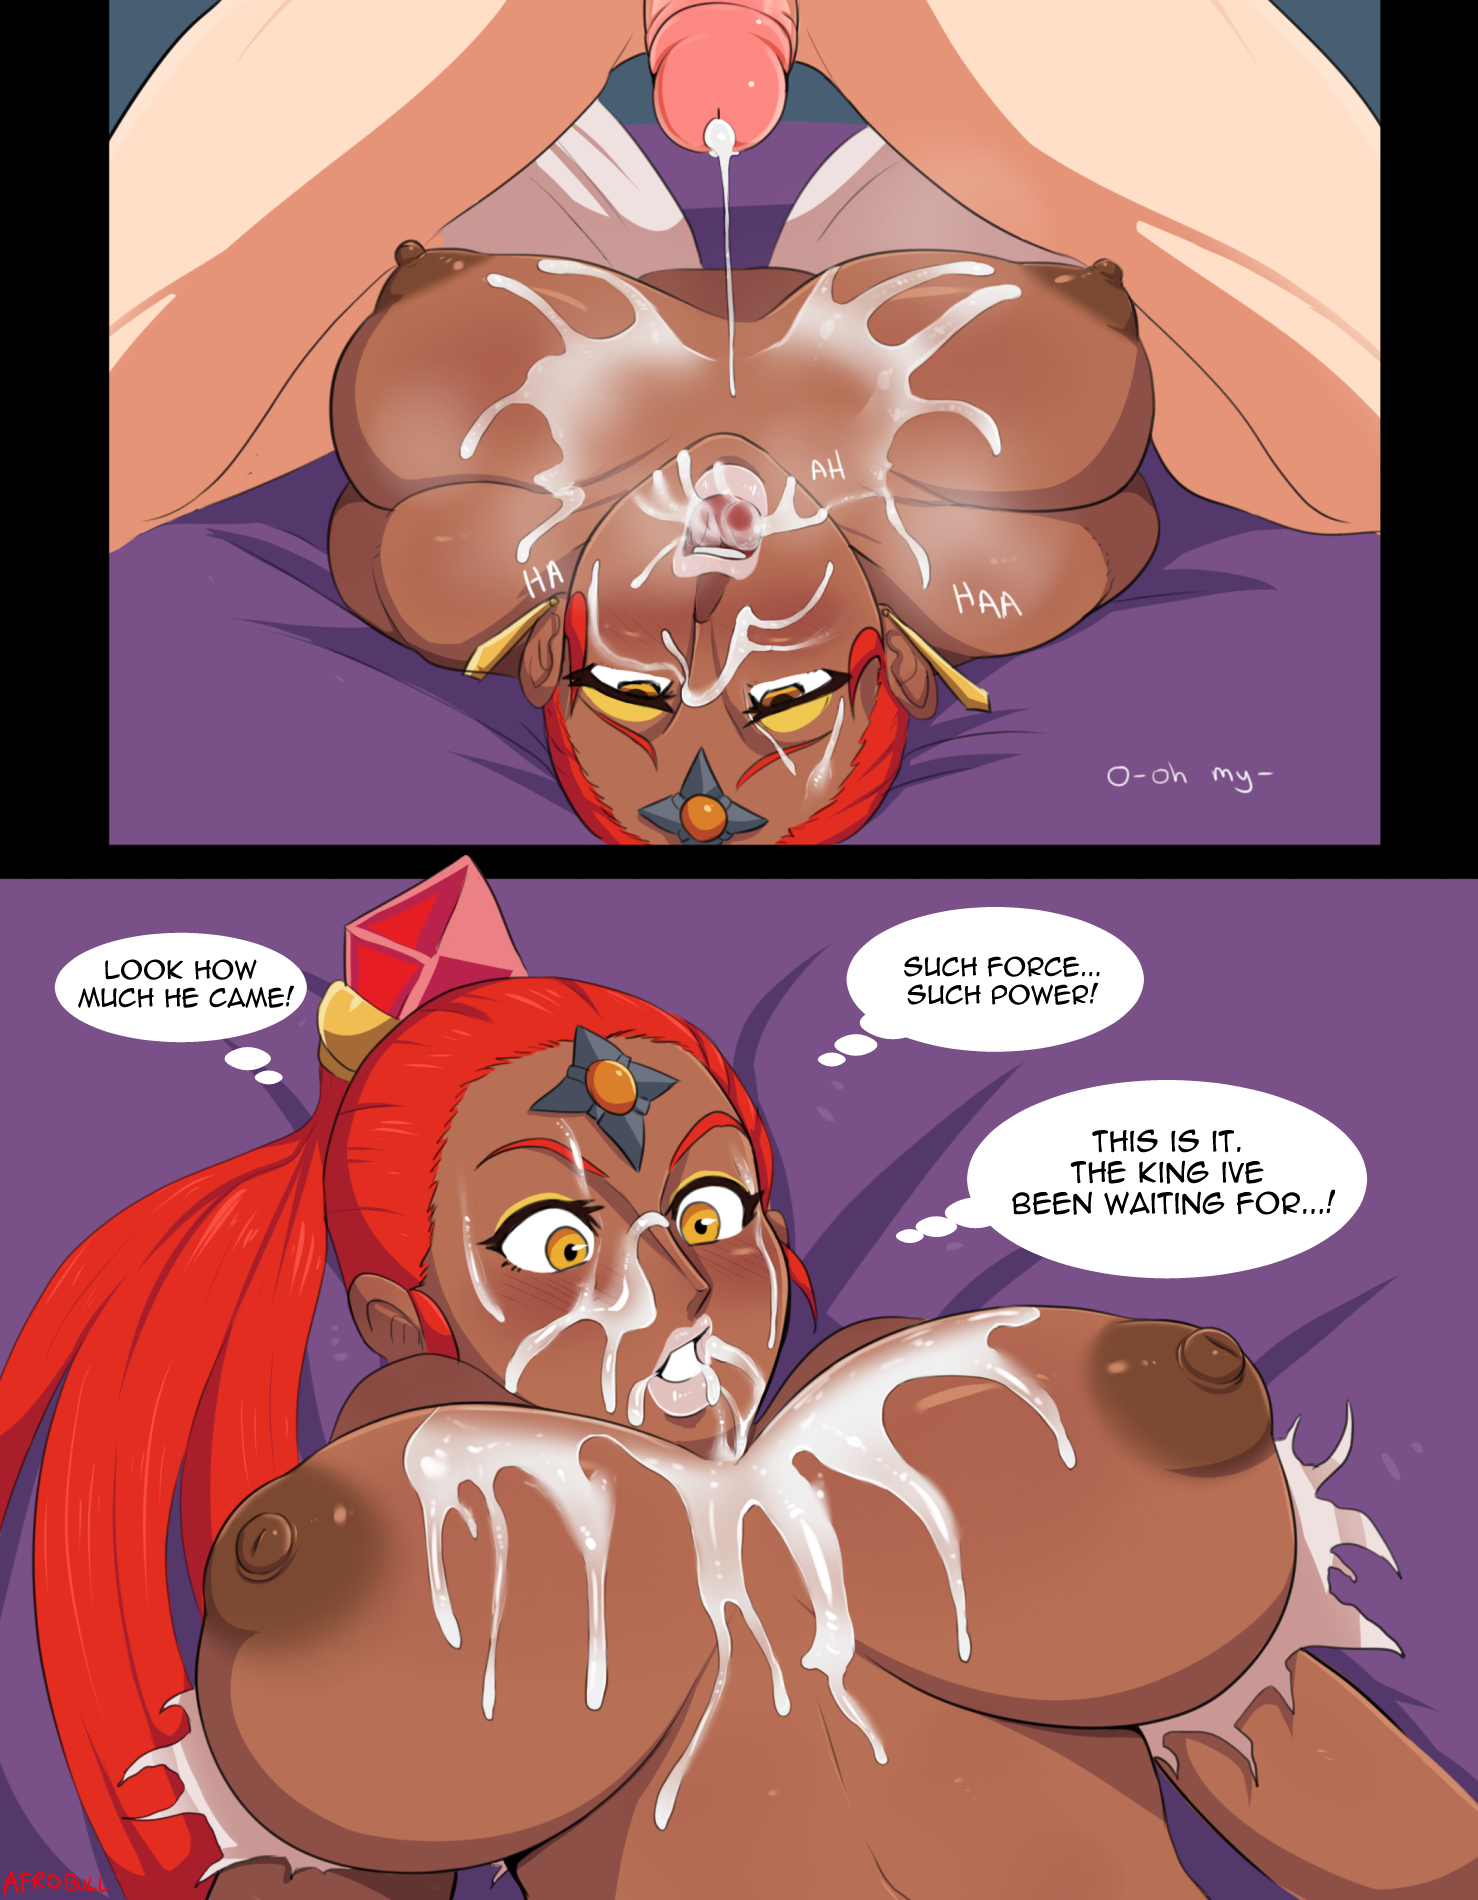 AH
HA
HAA
O-oh my-
LOOK HOW
MUCH HE CAME!
SUCH FORCE...
SUCH POWER!
THIS IS IT.
THE KING IVE
BEEN WAITING FOR...!
AFROBULL